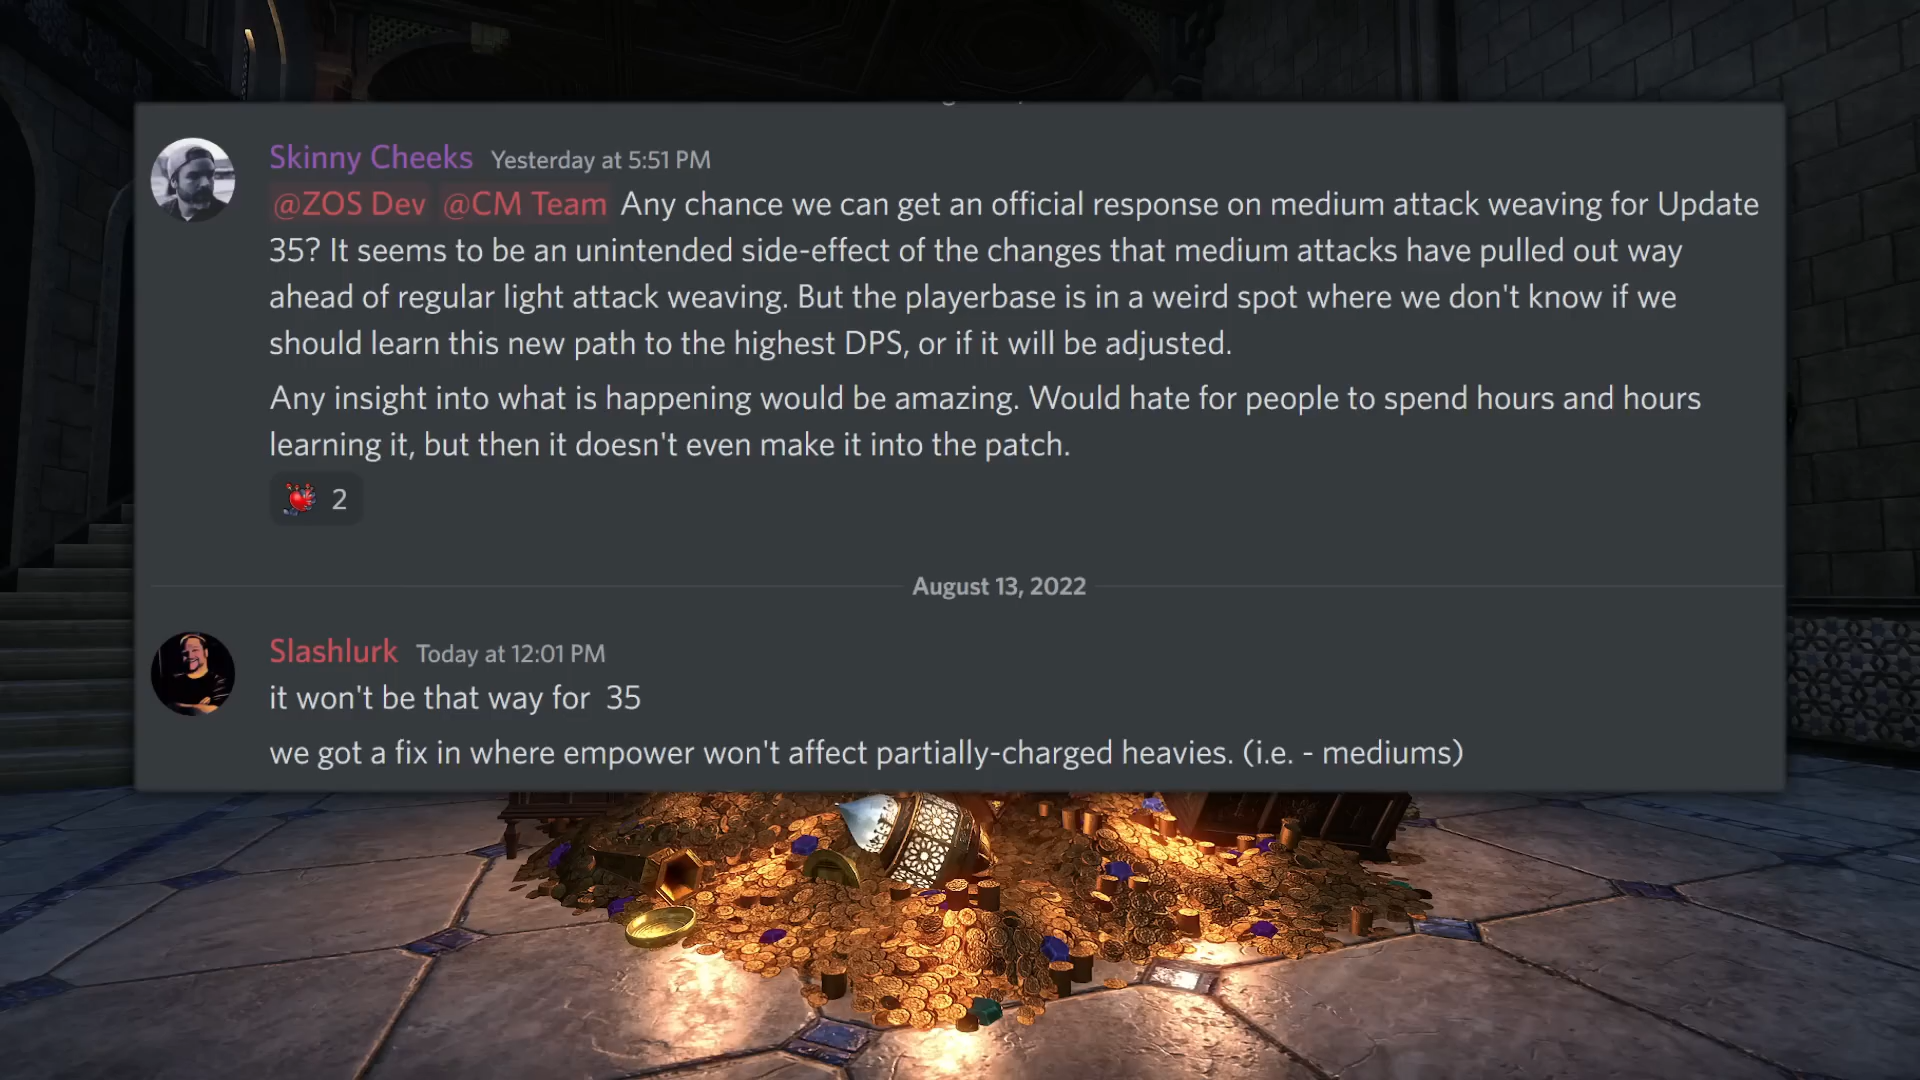 Skinny Cheeks Yesterday at 5:51 PM
@ZOS Dev @CM Team Any chance we can get an official response on medium attack weaving for Update
35? It seems to be an unintended side-effect of the changes that medium attacks have pulled out way
ahead of regular light attack weaving. But the playerbase is in a weird spot where we don't know if we
should learn this new path to the highest DPS, or if it will be adjusted.
Any insight into what is happening would be amazing. Would hate for people to spend hours and hours
learning it, but then it doesn't even make it into the patch.
2
August 13, 2022
Slashlurk Today at 12:01 PM
it won't be that way for 35
we got a fix in where empower won't affect partially-charged heavies. (i.e. - mediums)